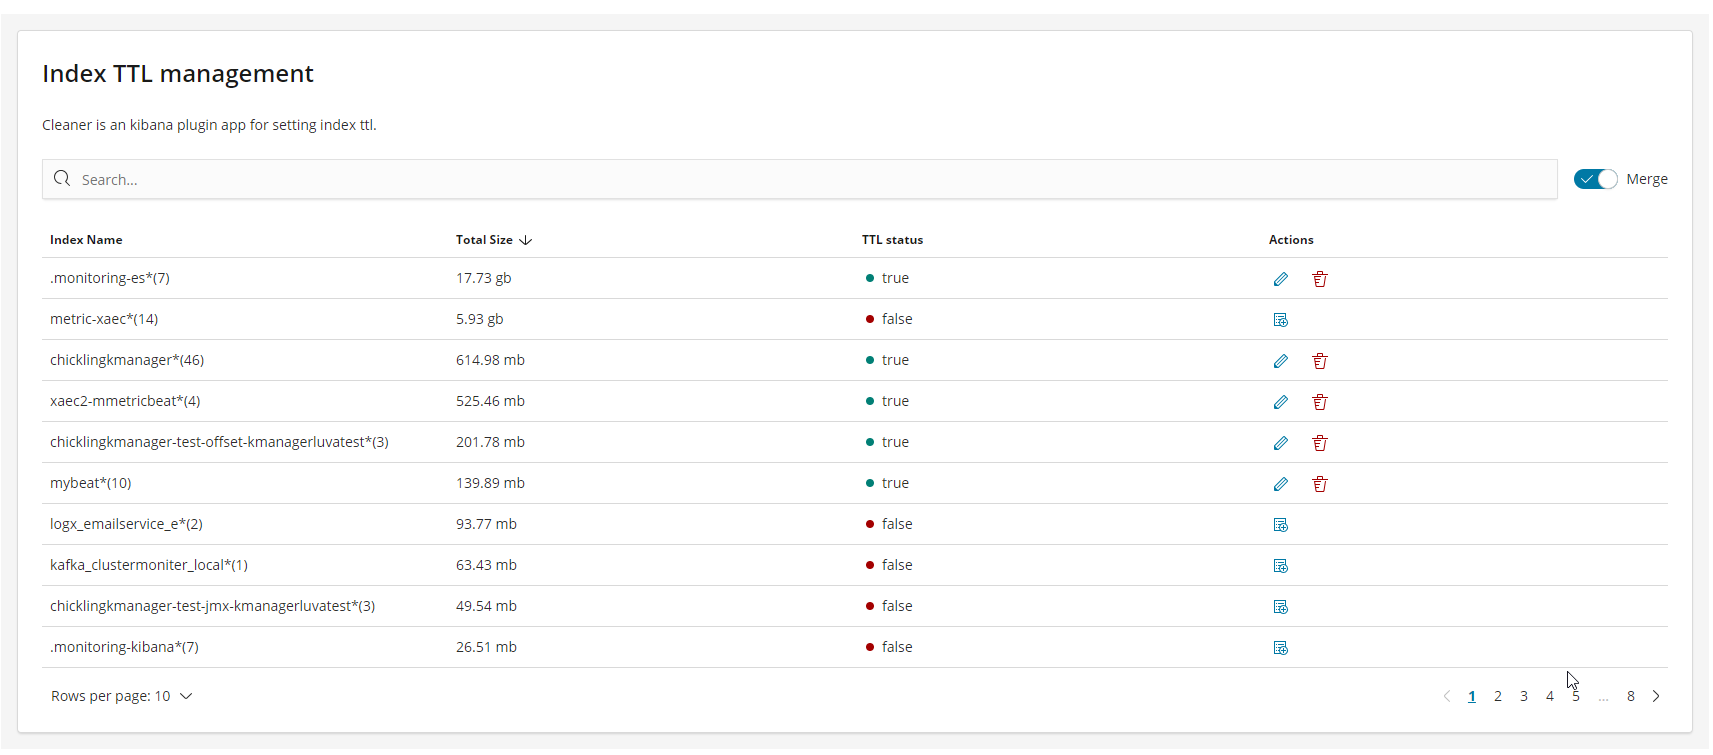 Index TTL management
Cleaner is an kibana plugin app for setting index ttl.
Search... Merge
Index Name Total Size TTL status Actions
.monitoring-es*(7) 17.73 gb true
metric-xaec*(14) 5.93 gb false
chicklingkmanager*(46) 614.98 mb true
xaec2-mmetricbeat*(4) 525.46 mb true
chicklingkmanager-test-offset-kmanagerluvatest*(3) 201.78 mb true
mybeat*(10) 139.89 mb true
logx_emailservice_e*(2) 93.77 mb false
kafka_clustermoniter_local*(1) 63.43 mb false
chicklingkmanager-test-jmx-kmanagerluvatest*(3) 49.54 mb false
.monitoring-kibana*(7) 26.51 mb false
Rows per page: 10 1 2 3 4 5 ... 8